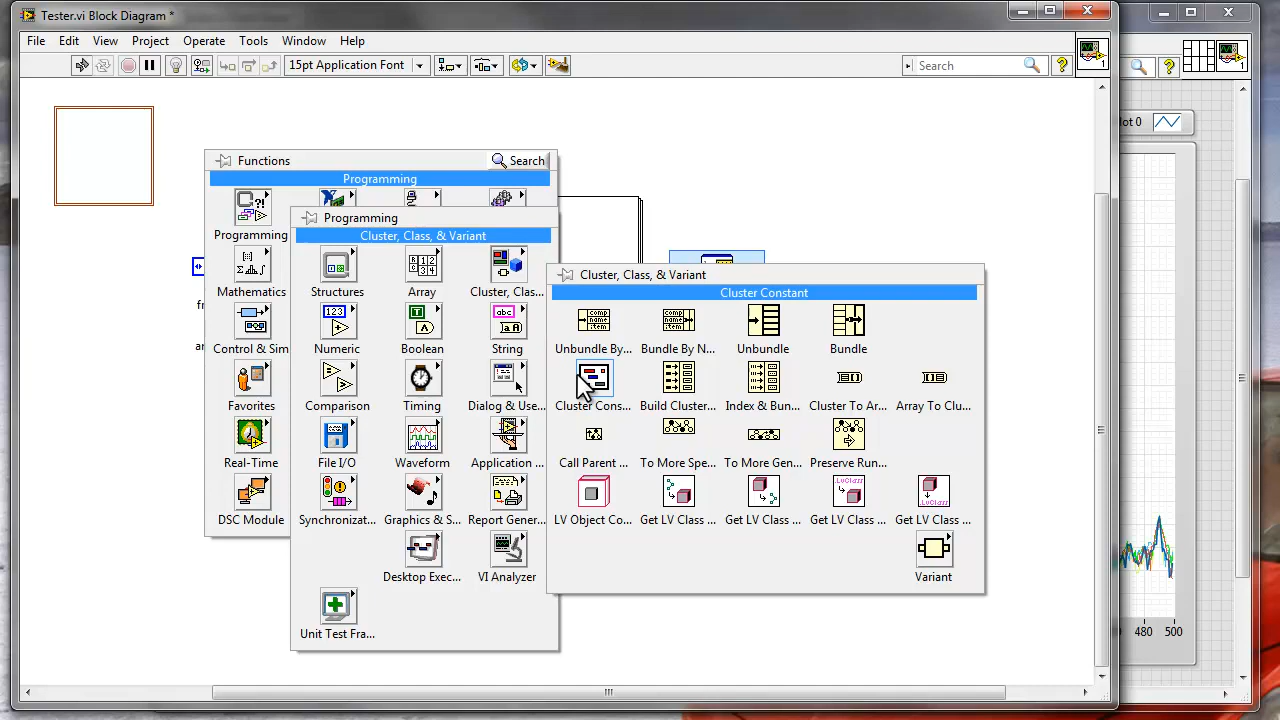 Tester.vi Block Diagram *
File Edit View Project Operate Tools Window Help
15pt Application Font
Search
1
1
lot 0
Functions
Search
Programming
Programming
Mathematics
Control & Sim
Favorites
Real-Time
DSC Module
fr
ar
Programming
Cluster, Class, & Variant
Structures Array Cluster, Clas...
Numeric Boolean String
Comparison Timing Dialog & Use...
File I/O Waveform Application ...
Synchronizat... Graphics & S... Report Gener...
Desktop Exec... VI Analyzer
Unit Test Fra...
Cluster, Class, & Variant
Cluster Constant
Unbundle By... Bundle By N... Unbundle Bundle
Cluster Cons... Build Cluster... Index & Bun... Cluster To Ar... Array To Clu...
Call Parent ... To More Spe... To More Gen... Preserve Run...
LV Object Co... Get LV Class ... Get LV Class ... Get LV Class ... Get LV Class ...
Variant
480 500